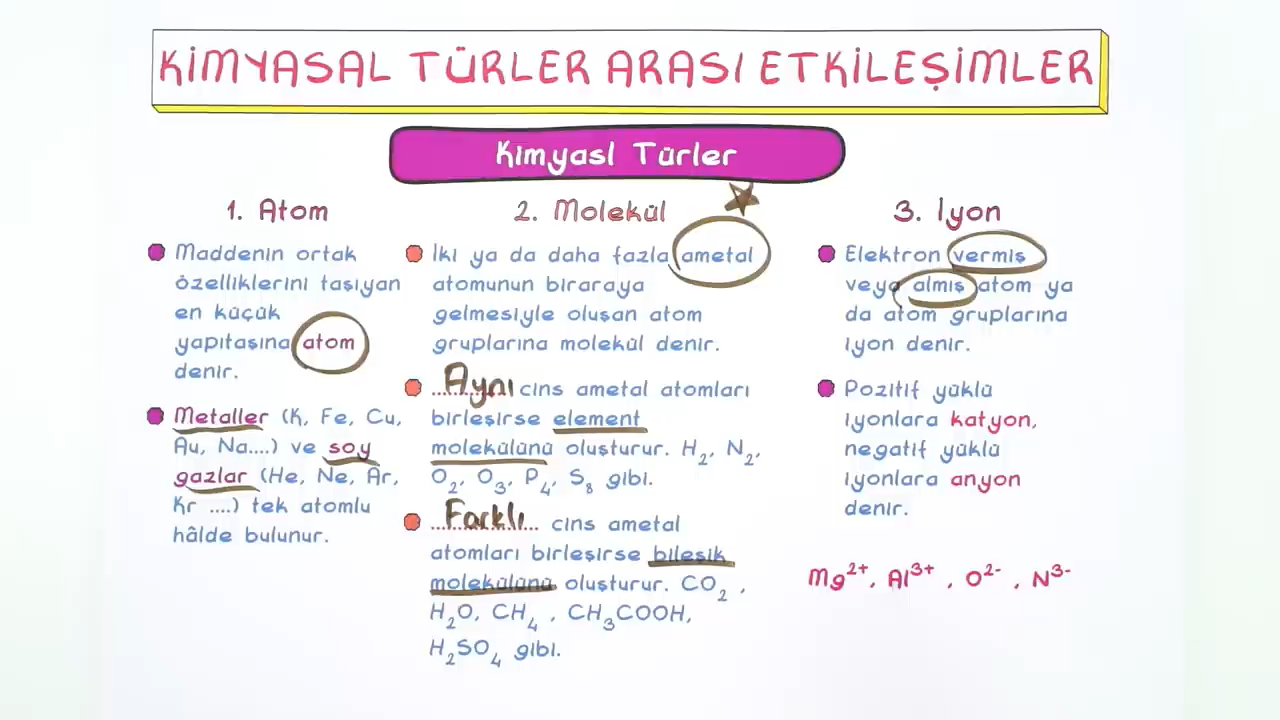 KİMYASAL TÜRLER ARASI ETKİLEŞİMLER
Kimyasl Türler
1. Atom
Maddenin ortak
özelliklerini taşıyan
en küçük
yapıtaşına atom
denir.
Metaller (K, Fe, Cu,
Au, Na....) ve soy
gazlar (He, Ne, Ar,
Kr ....) tek atomlu
hâlde bulunur.
2. Molekül
İki ya da daha fazla ametal
atomunun biraraya
gelmesiyle oluşan atom
gruplarına molekül denir.
Aynı cins ametal atomları
birleşirse element
molekülünü oluşturur. H₂, N₂,
O₂, O₃, P₄, S₈ gibi.
Farklı cins ametal
atomları birleşirse bileşik
molekülünü oluşturur. CO₂ ,
H₂O, CH₄ , CH₃COOH,
H₂SO₄ gibi.
3. İyon
Elektron vermiş
veya almış atom ya
da atom gruplarına
iyon denir.
Pozitif yüklü
iyonlara katyon,
negatif yüklü
iyonlara anyon
denir.
Mg²⁺, Al³⁺ , O²⁻ , N³⁻